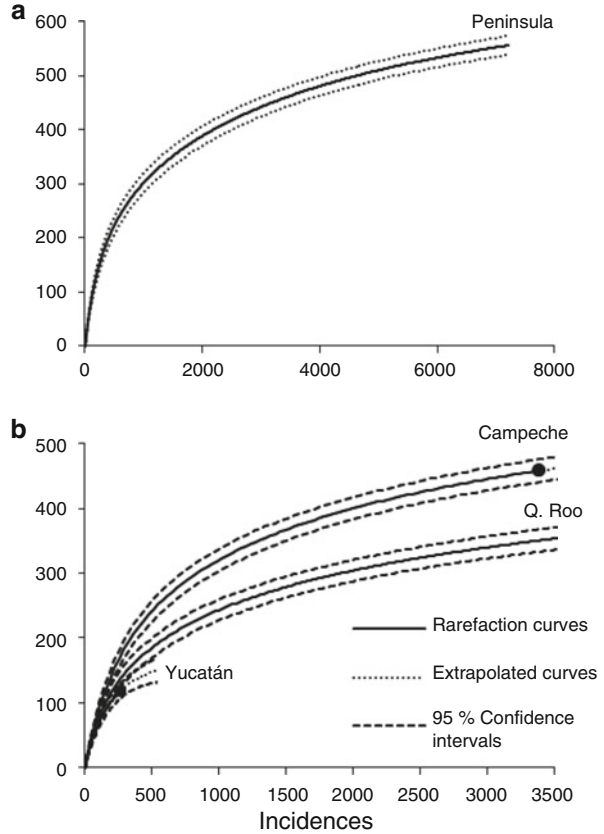 a
Peninsula
600
500
400
300
200
100
0
0 2000 4000 6000 8000
b
Campeche
500
400
300
200
100
0
Q. Roo
Rarefaction curves
Yucatán
Extrapolated curves
95 % Confidence
intervals
0 500 1000 1500 2000 2500 3000 3500
Incidences